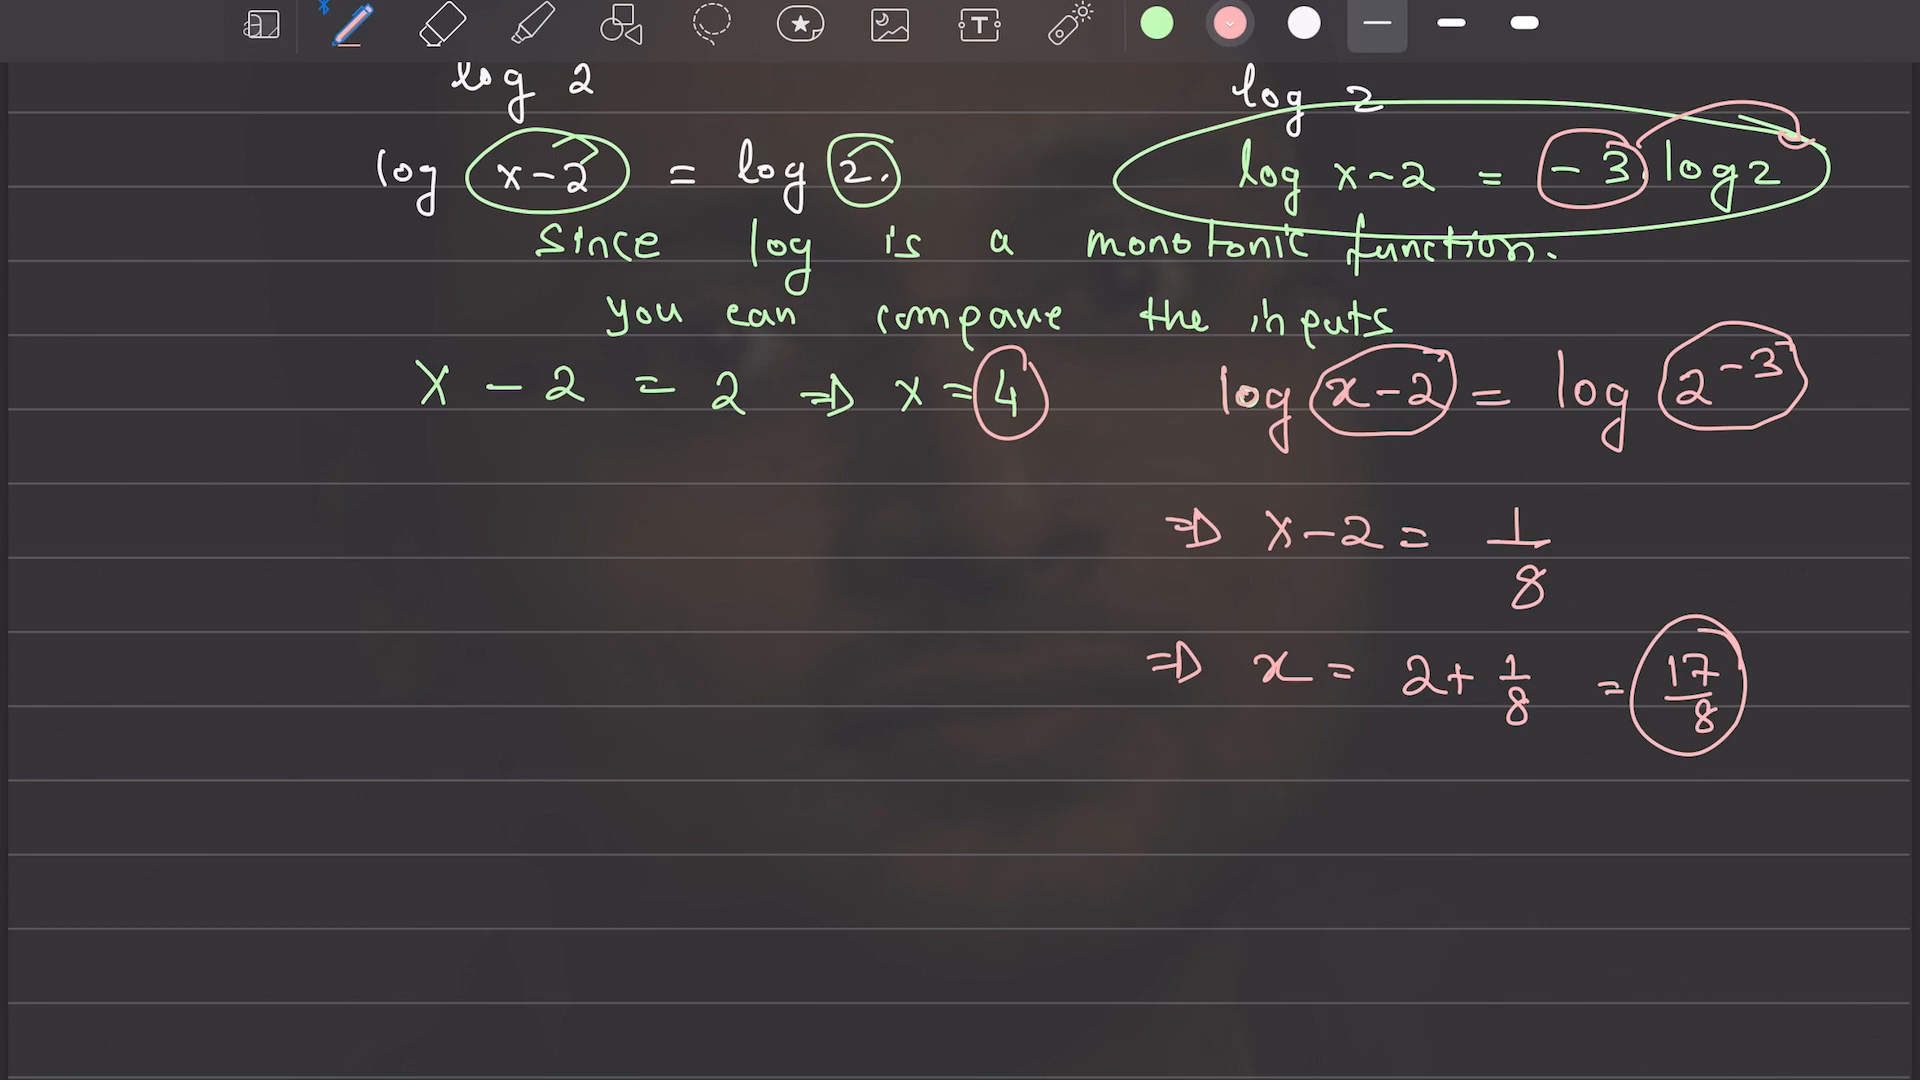 log 2 log 2
log x-2 = log 2. log x-2 = -3 log 2
since log is a monotonic function.
you can compare the inputs
x - 2 = 2 ⇒ x = 4 log x-2 = log 2^-3
⇒ x-2 = 1/8
⇒ x = 2 + 1/8 = 17/8